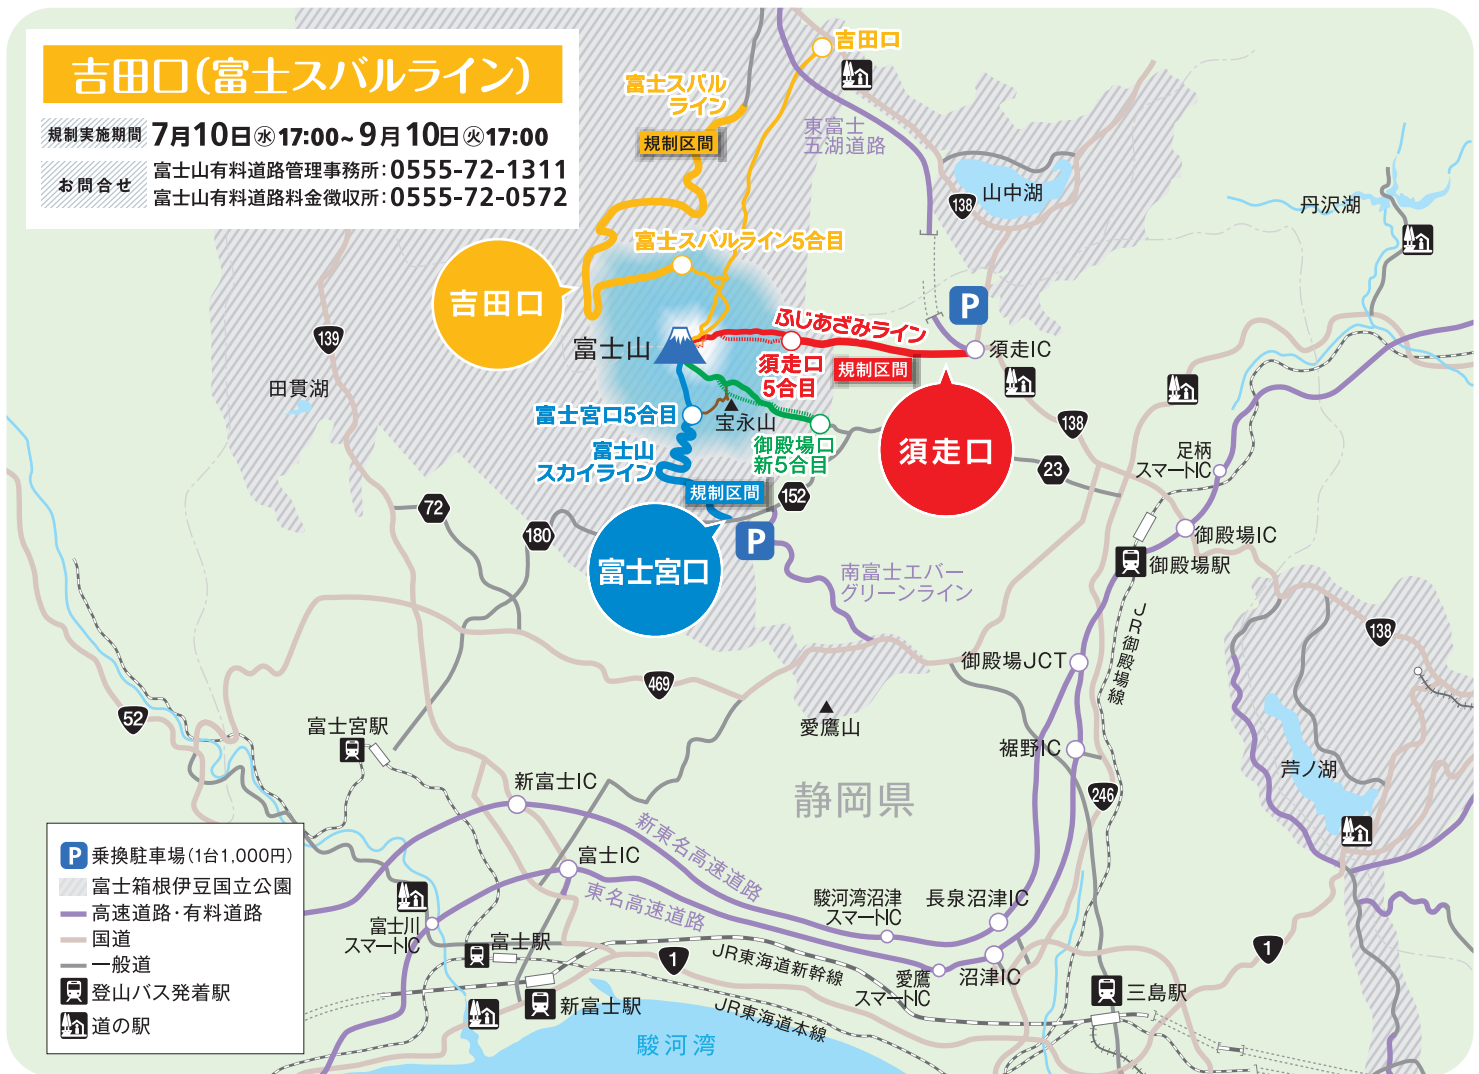 吉田口(富士スバルライン)
規制実施期間 7月10日㊌17:00~9月10日㊋17:00
お問合せ 富士山有料道路管理事務所:0555-72-1311
富士山有料道路料金徴収所:0555-72-0572
吉田口
富士スバル
ライン
規制区間
東富士
五湖道路
138
山中湖
丹沢湖
富士スバルライン5合目
吉田口
富士山
ふじあざみライン
須走口
5合目
規制区間
P
須走IC
139
田貫湖
富士宮口5合目
宝永山
富士山
スカイライン
御殿場口
新5合目
規制区間
152
須走口
138
23
足柄
スマートIC
72
180
富士宮口
P
南富士エバー
グリーンライン
御殿場IC
御殿場駅
JR御殿場線
138
御殿場JCT
469
愛鷹山
52
富士宮駅
裾野IC
246
芦ノ湖
静岡県
新富士IC
新東名高速道路
富士IC
東名高速道路
駿河湾沼津
スマートIC
長泉沼津IC
富士川
スマートIC
富士駅
1
JR東海道新幹線
愛鷹
スマートIC
沼津IC
1
新富士駅
JR東海道本線
三島駅
駿河湾
P 乗換駐車場(1台1,000円)
富士箱根伊豆国立公園
高速道路・有料道路
国道
一般道
登山バス発着駅
道の駅